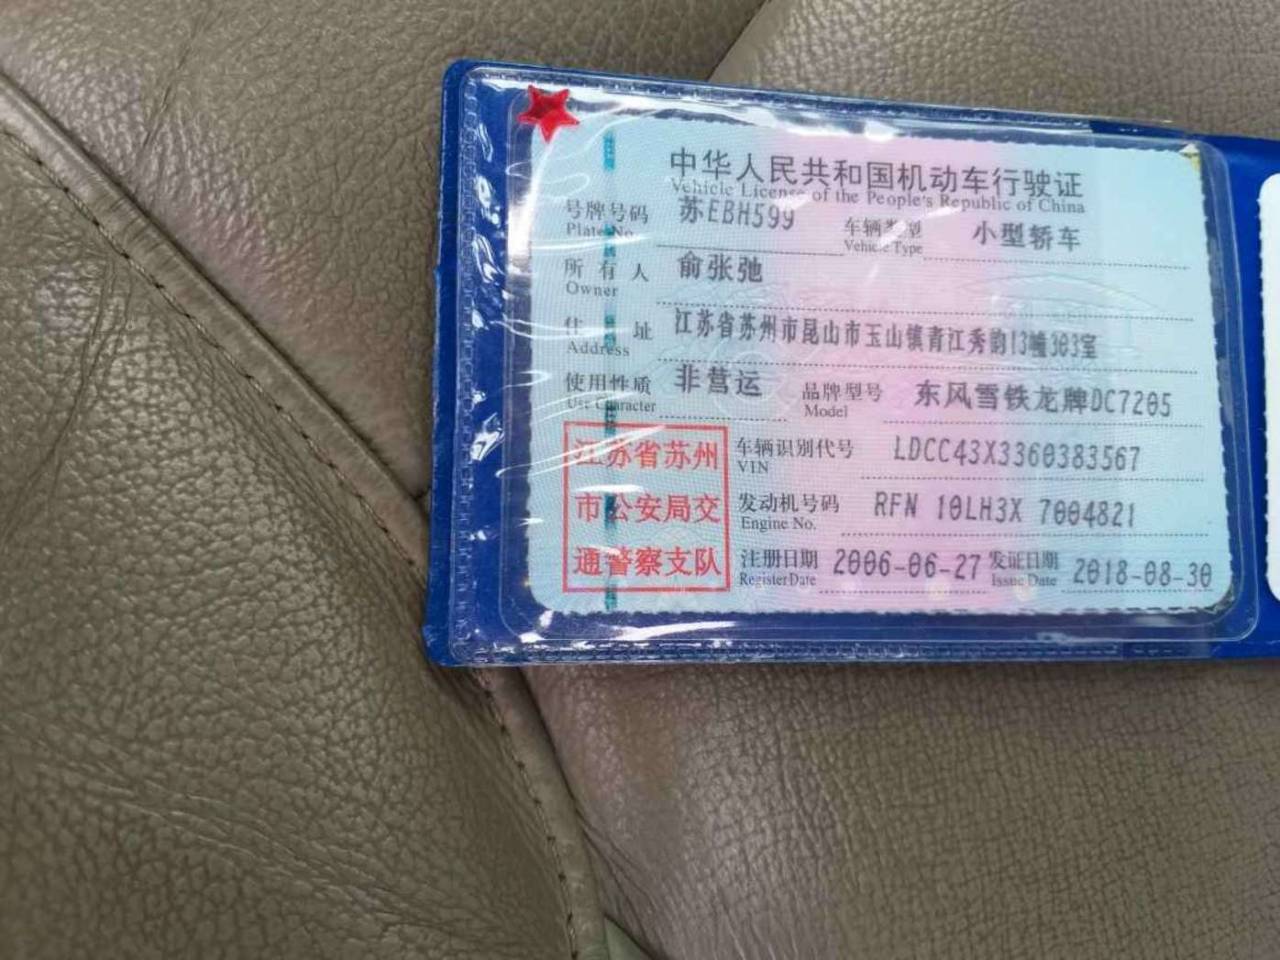 中华人民共和国机动车行驶证
Vehicle License of the People's Republic of China
号牌号码 苏EBH599 车辆类型 小型轿车
Plate No. Vehicle Type
所有人 俞张弛
Owner
住址 江苏省苏州市昆山市玉山镇青江秀韵13幢303室
Address
使用性质 非营运 品牌型号 东风雪铁龙牌DC7205
Use Character Model
江苏省苏州 车辆识别代号 LDCC43X3360383567
VIN
市公安局交 发动机号码 RFN 10LH3X 7004821
Engine No.
通警察支队 注册日期 2006-06-27 发证日期 2018-08-30
Register Date Issue Date